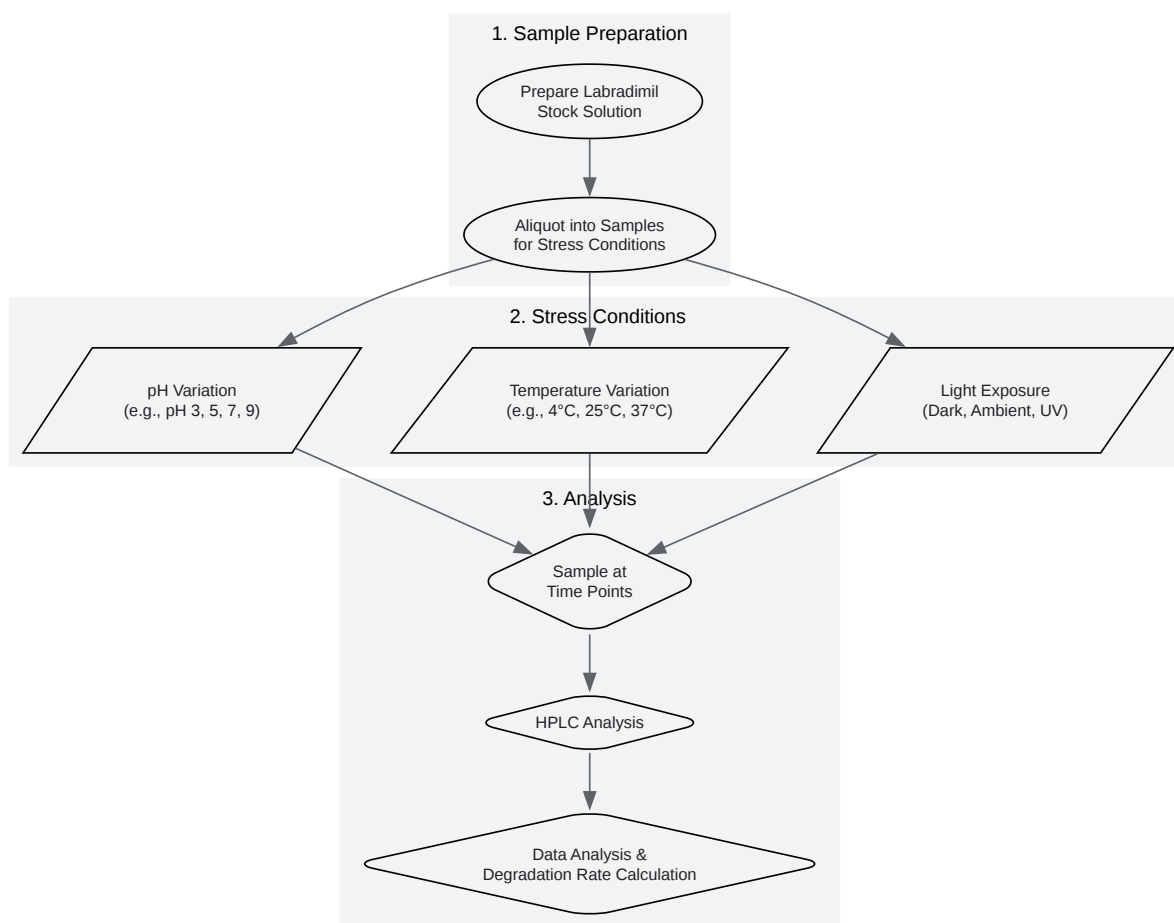 1. Sample Preparation
Prepare Labradimil
Stock Solution
Aliquot into Samples
for Stress Conditions
2. Stress Conditions
pH Variation
(e.g., pH 3, 5, 7, 9)
Temperature Variation
(e.g., 4°C, 25°C, 37°C)
Light Exposure
(Dark, Ambient, UV)
3. Analysis
Sample at
Time Points
HPLC Analysis
Data Analysis &
Degradation Rate Calculation